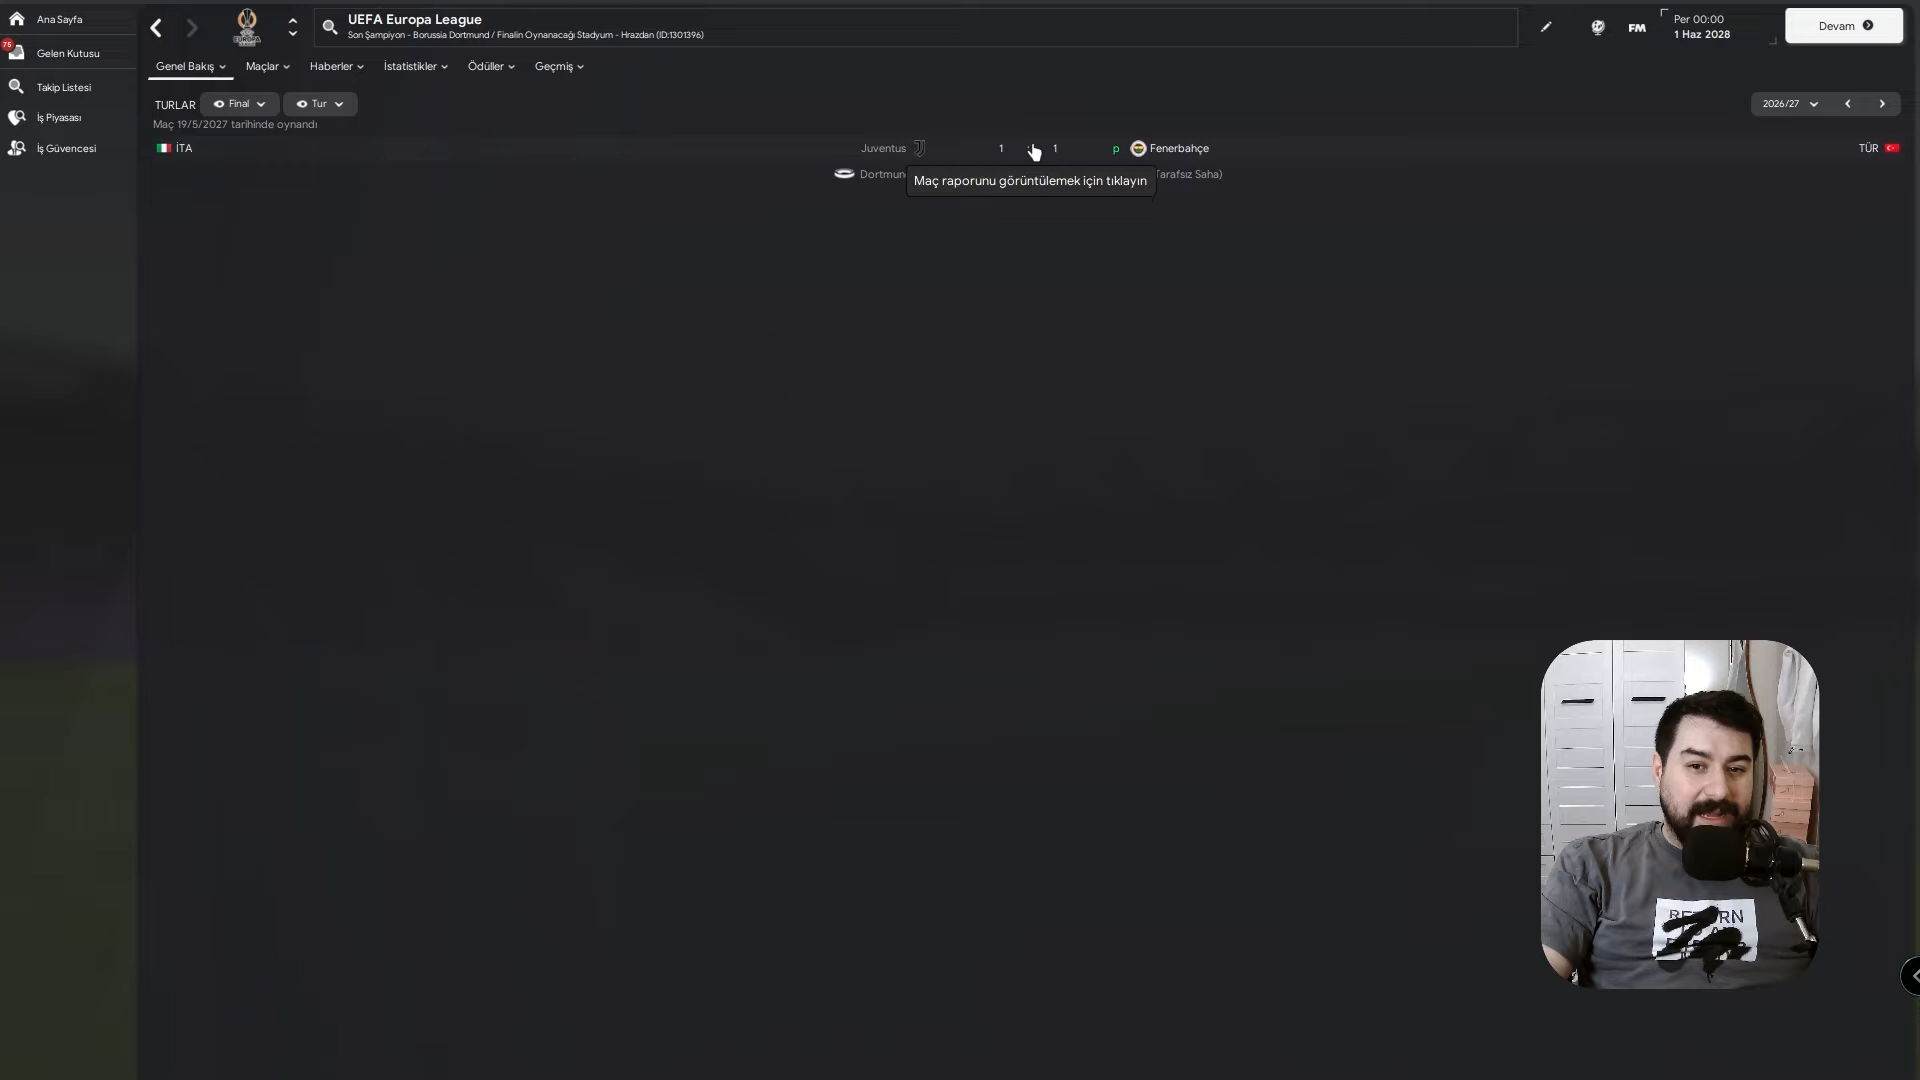 Ana Sayfa
75
Gelen Kutusu
Takip Listesi
İş Piyasası
İş Güvencesi
EUROPA
UEFA Europa League
Son Şampiyon - Borussia Dortmund / Finalin Oynanacağı Stadyum - Hrazdan (ID:1301396)
FM
Per 00:00
1 Haz 2028
Devam
Genel Bakış
Maçlar
Haberler
İstatistikler
Ödüller
Geçmiş
TURLAR
Final
Tur
2026/27
Maç 19/5/2027 tarihinde oynandı
İTA
Juventus
1
1
p
Fenerbahçe
TÜR
Saha)
Maç raporunu görüntülemek için tıklayın